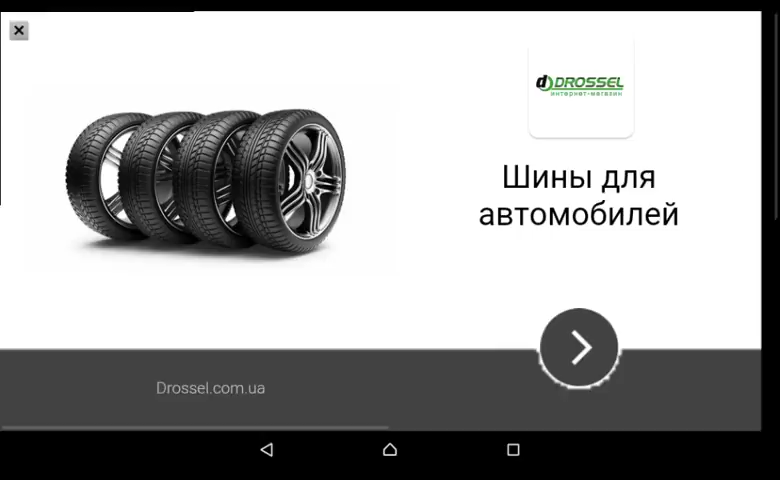 DROSSEL
интернет-магазин
Шины для
автомобилей
Drossel.com.ua